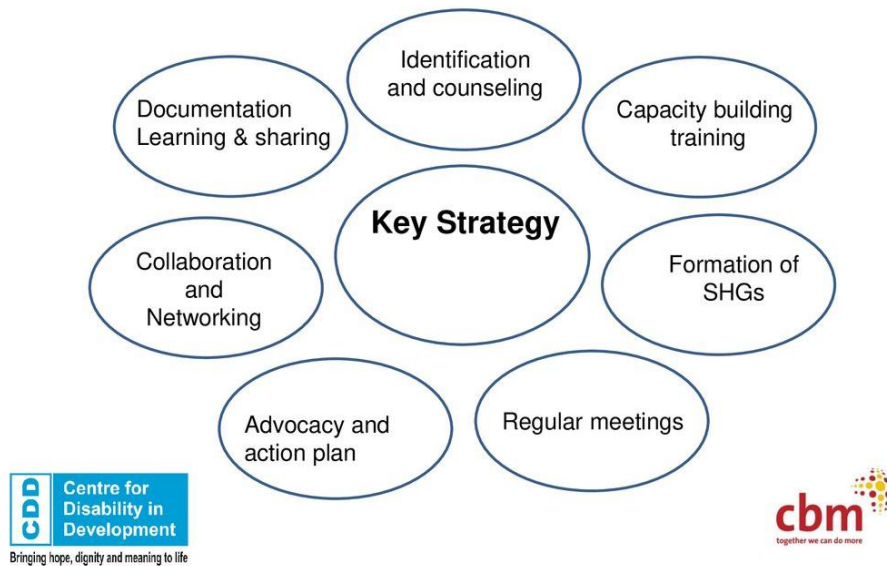 Identification
and counseling
Capacity building
training
Formation of
SHGs
Regular meetings
Advocacy and
action plan
Collaboration
and
Networking
Documentation
Learning & sharing
Key Strategy
CDD
Centre for
Disability in
Development
Bringing hope, dignity and meaning to life
cbm
together we can do more